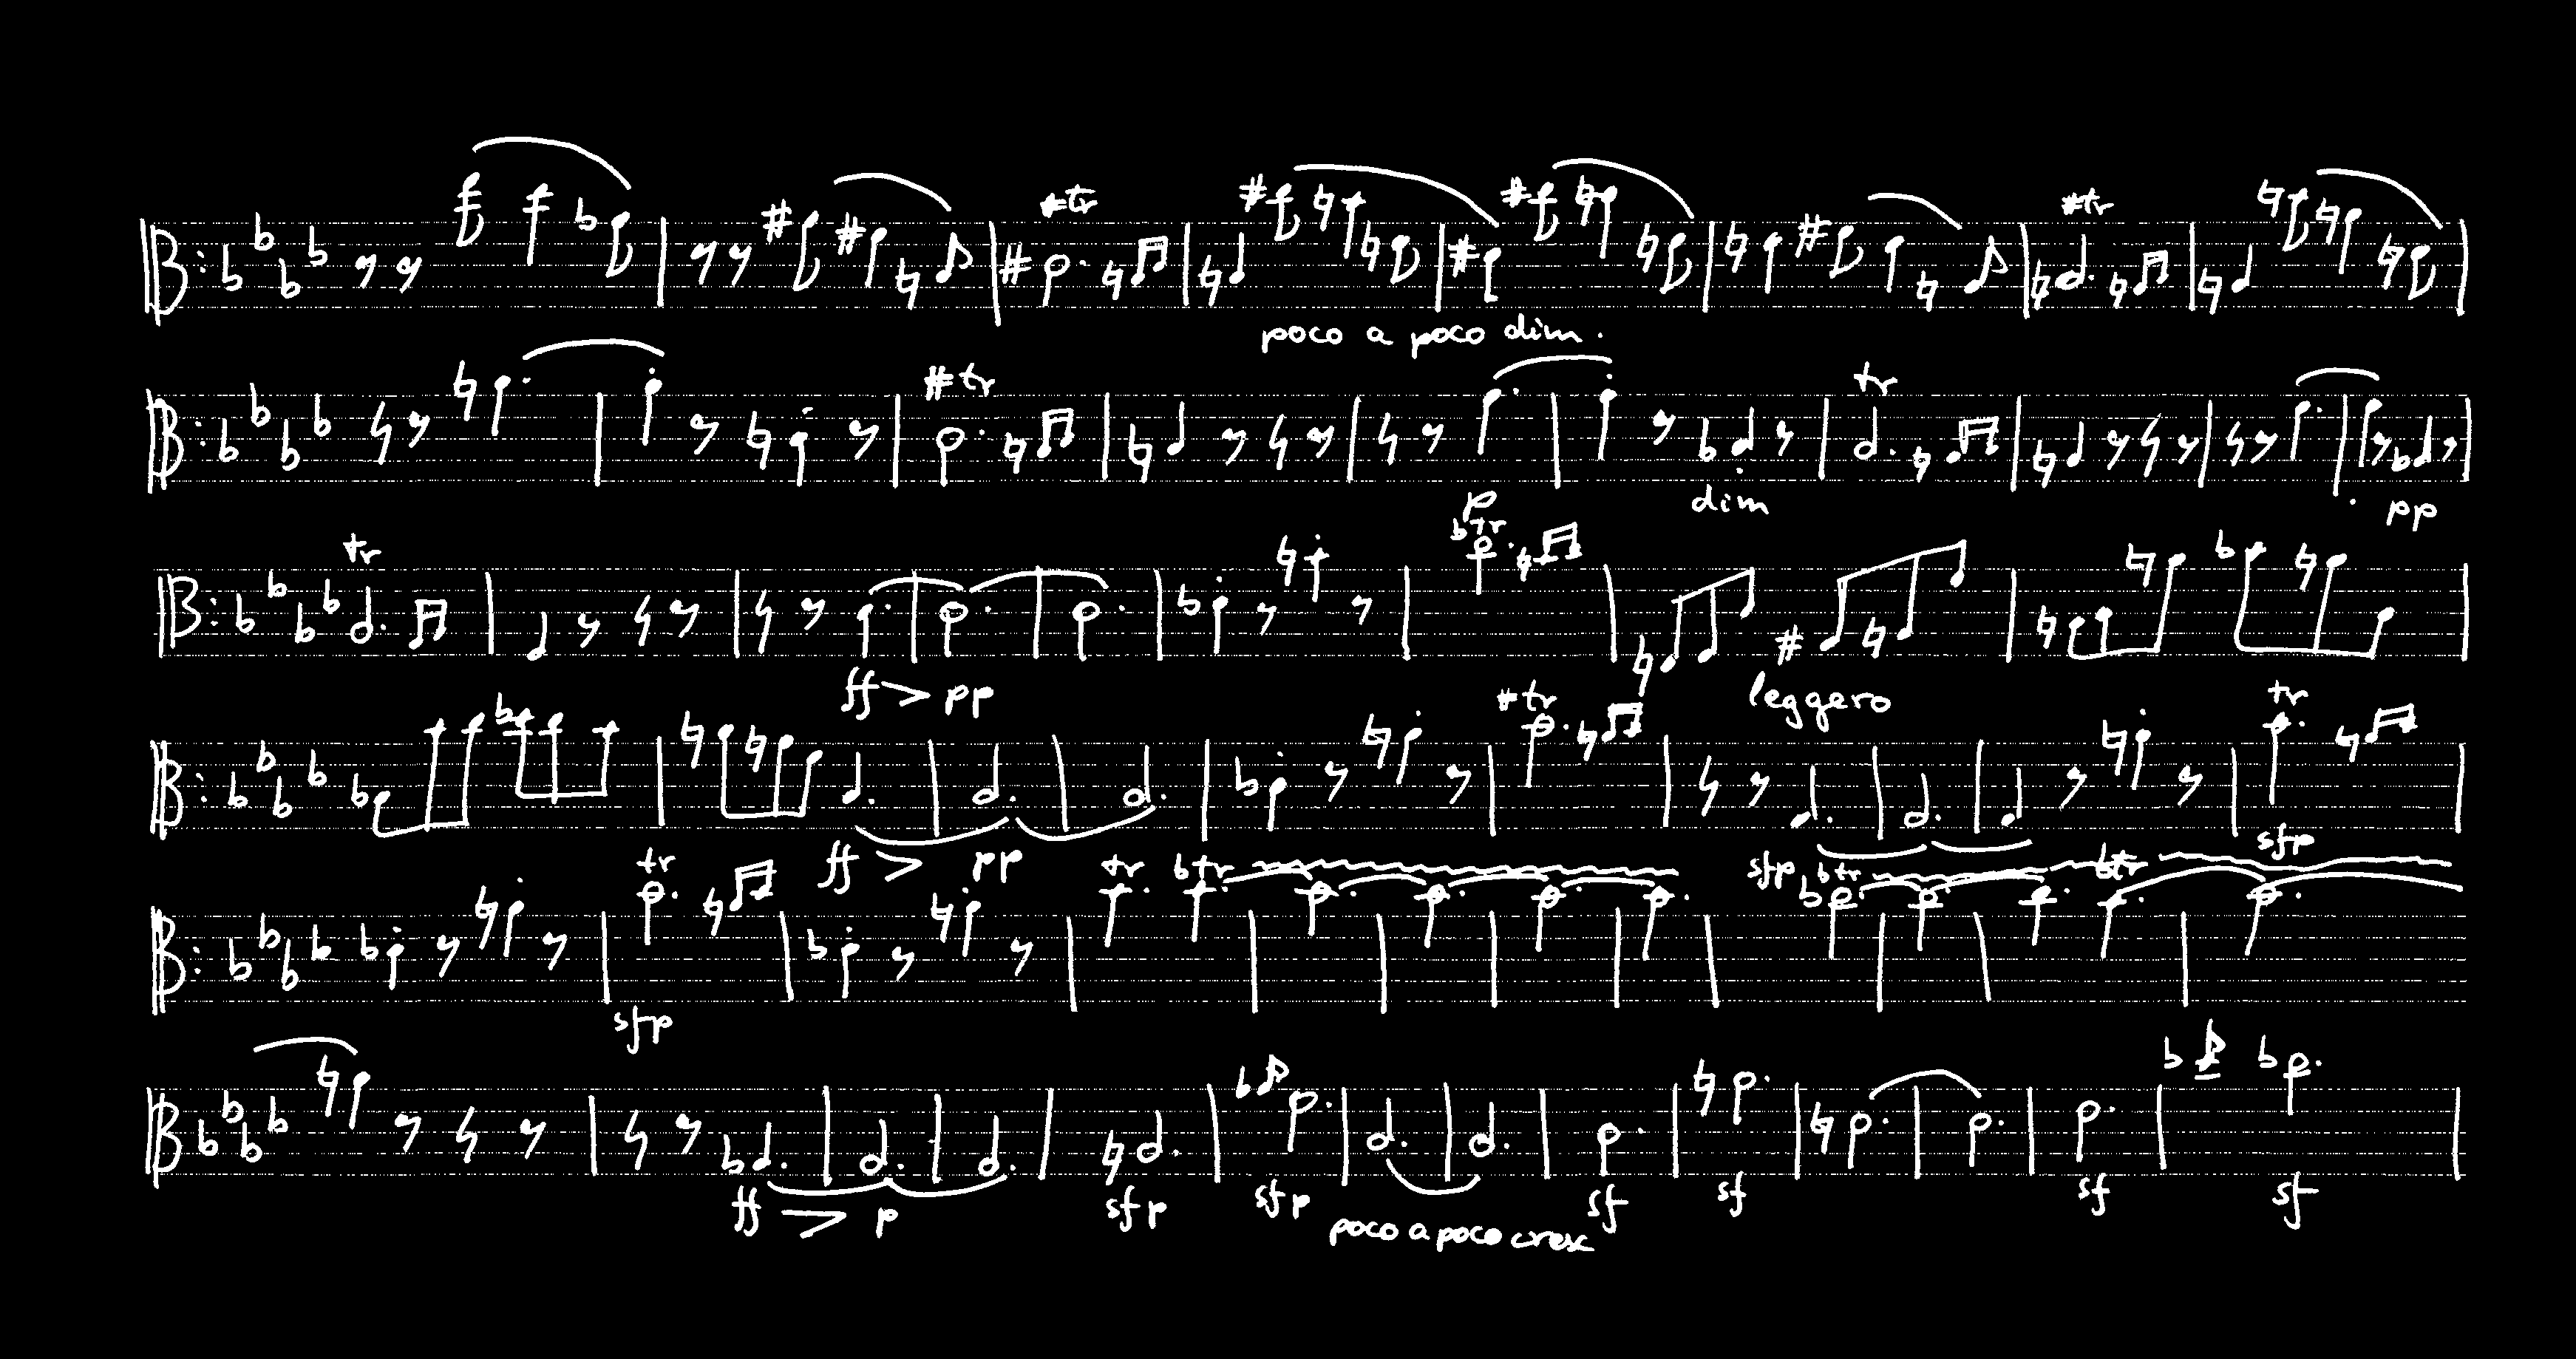 tr tr
poco a poco dim.
tr tr
p
dim
pp
tr tr
ff > pp
leggero
tr tr
ff > pp
sfp sfp
tr tr tr tr tr
sfp
ff > p sfp sfp sf sf sf sf
poco a poco cresc